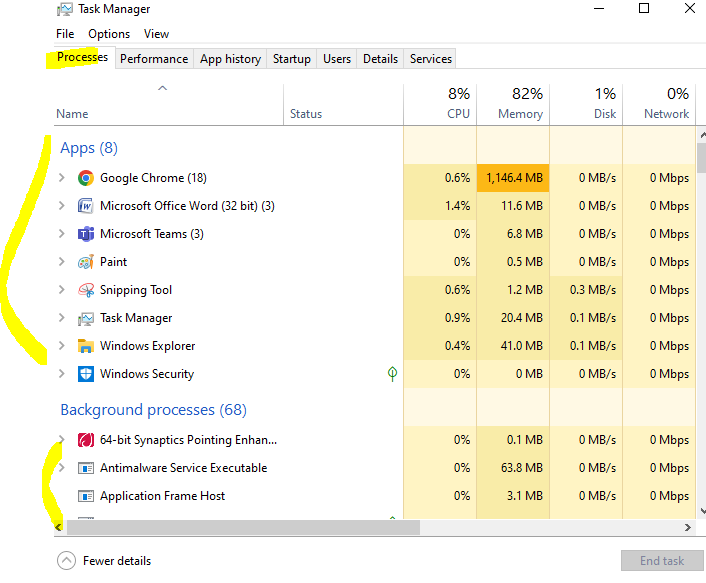 Task Manager
File Options View
Processes Performance App history Startup Users Details Services
8% 82% 1% 0%
Name Status CPU Memory Disk Network
Apps (8)
Google Chrome (18) 0.6% 1,146.4 MB 0 MB/s 0 Mbps
Microsoft Office Word (32 bit) (3) 1.4% 11.6 MB 0 MB/s 0 Mbps
Microsoft Teams (3) 0% 6.8 MB 0 MB/s 0 Mbps
Paint 0% 0.5 MB 0 MB/s 0 Mbps
Snipping Tool 0.6% 1.2 MB 0.3 MB/s 0 Mbps
Task Manager 0.9% 20.4 MB 0.1 MB/s 0 Mbps
Windows Explorer 0.4% 41.0 MB 0.1 MB/s 0 Mbps
Windows Security 0% 0 MB 0 MB/s 0 Mbps
Background processes (68)
64-bit Synaptics Pointing Enhan... 0% 0.1 MB 0 MB/s 0 Mbps
Antimalware Service Executable 0% 63.8 MB 0 MB/s 0 Mbps
Application Frame Host 0% 3.1 MB 0 MB/s 0 Mbps
Fewer details End task